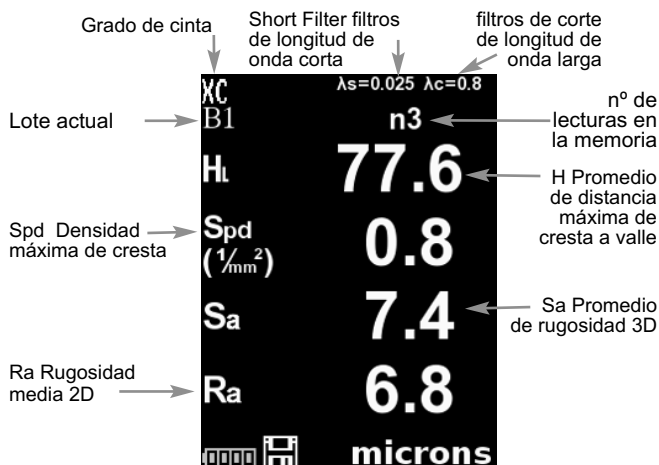 Grado de cinta
Short Filter filtros
de longitud de
onda corta
filtros de corte
de longitud de
onda larga
XC
λs=0.025 λc=0.8
Lote actual
B1
n3
nº de
lecturas en
la memoria
HL
77.6
H Promedio
de distancia
máxima de
cresta a valle
Spd Densidad
máxima de cresta
Spd
(1/mm²)
0.8
Sa
7.4
Sa Promedio
de rugosidad 3D
Ra Rugosidad
media 2D
Ra
6.8
microns